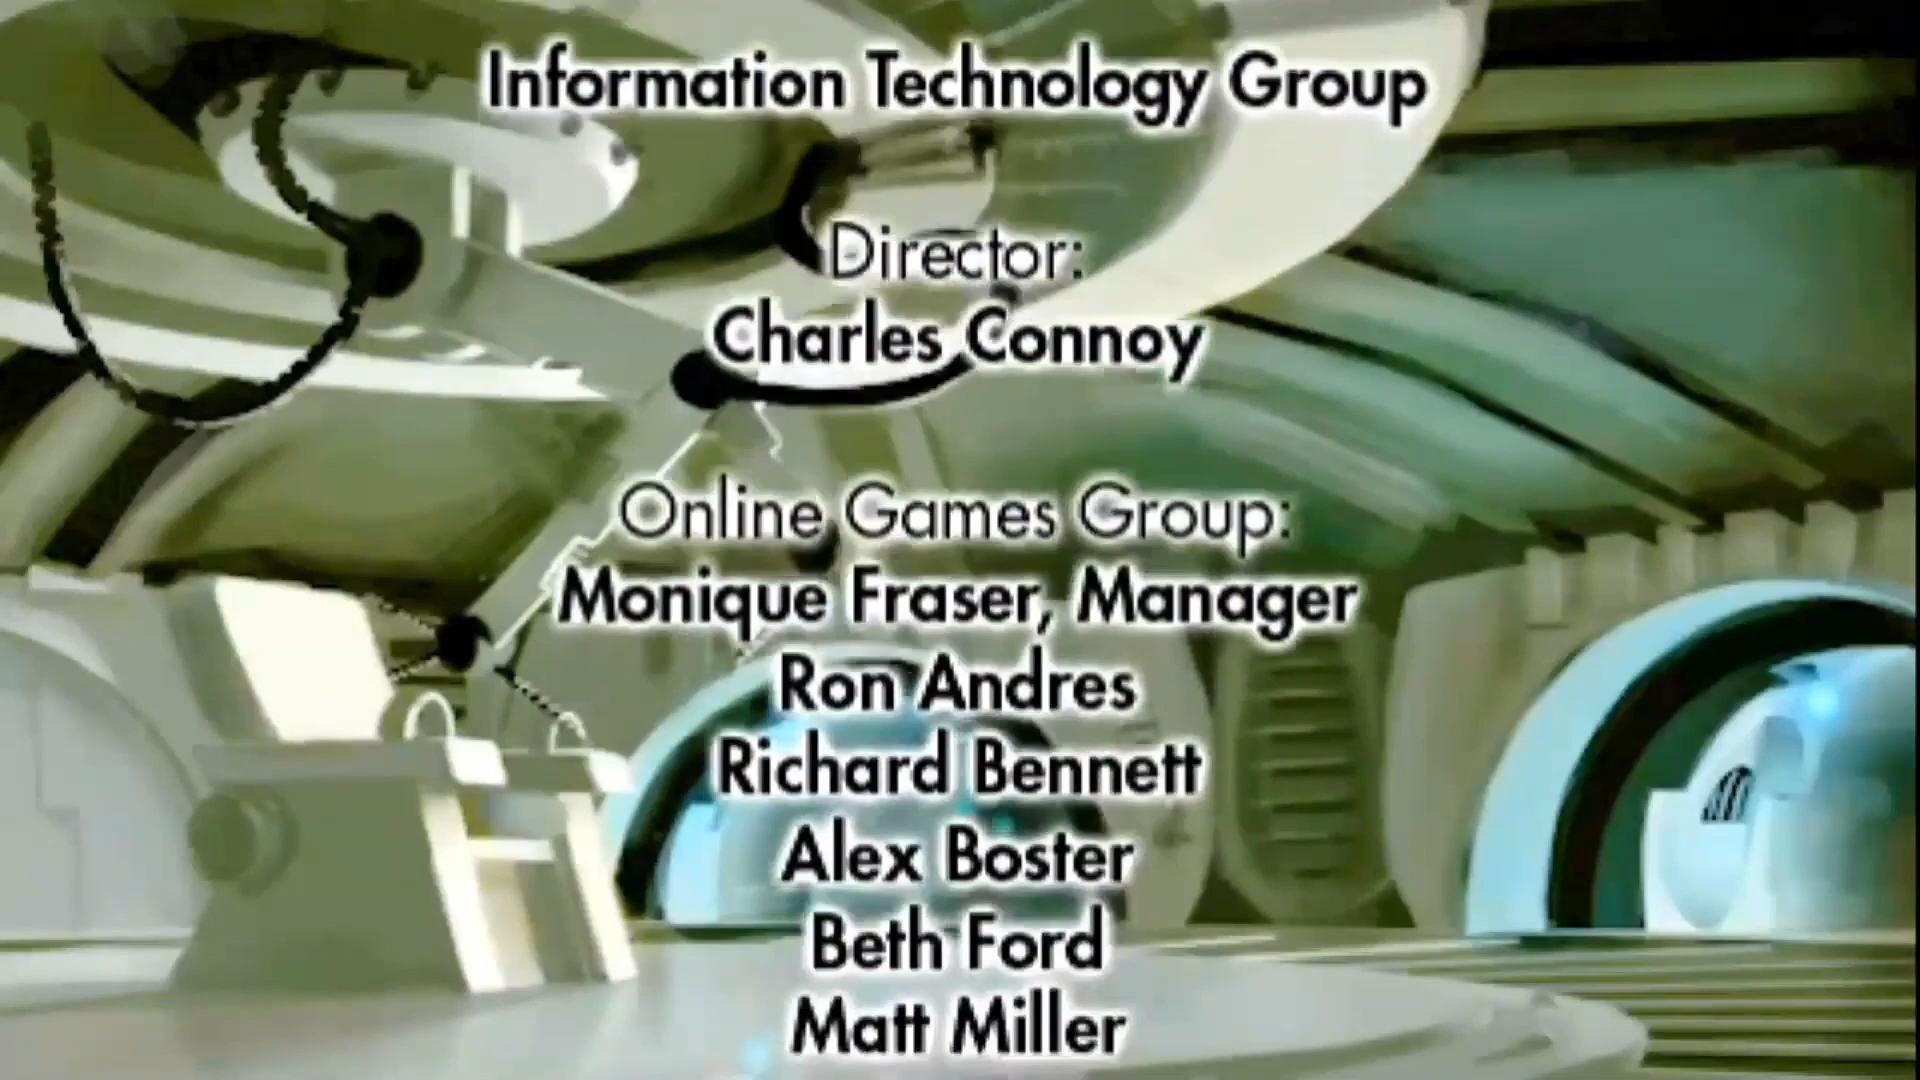 Information Technology Group
Director:
Charles Connoy
Online Games Group:
Monique Fraser, Manager
Ron Andres
Richard Bennett
Alex Boster
Beth Ford
Matt Miller